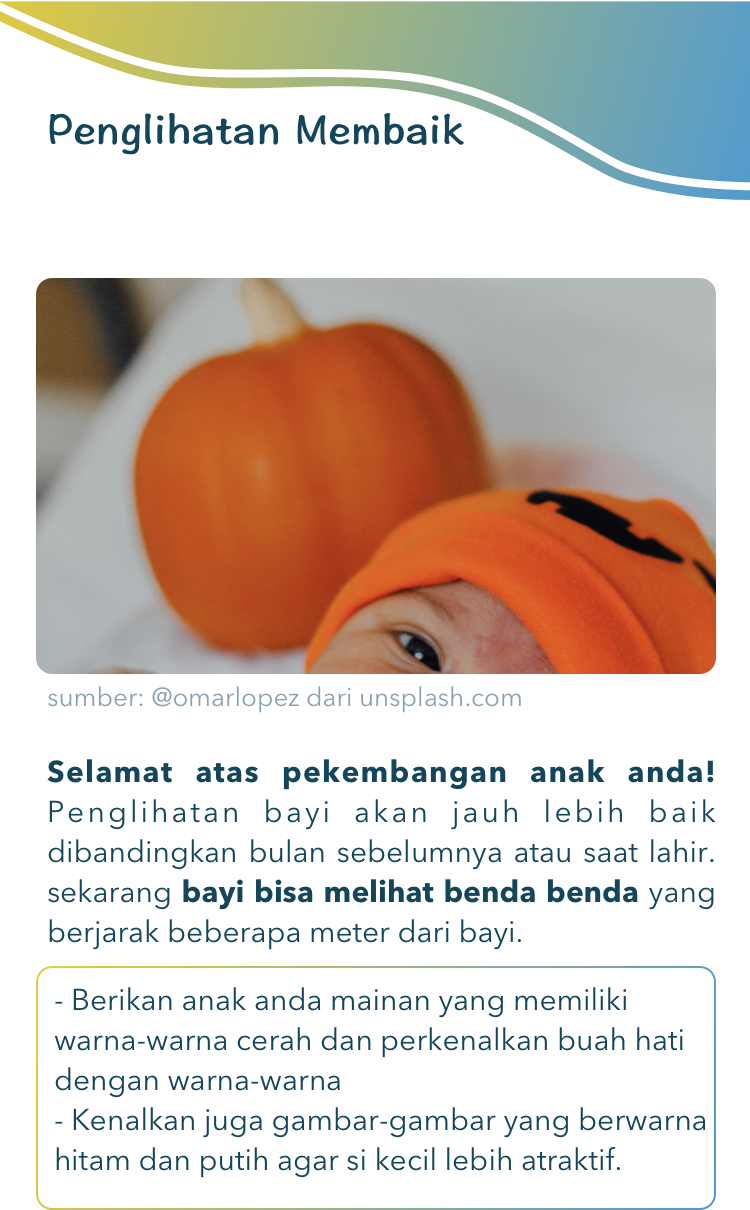 Penglihatan Membaik
sumber: @omarlopez dari unsplash.com
Selamat atas pekembangan anak anda!
Penglihatan bayi akan jauh lebih baik
dibandingkan bulan sebelumnya atau saat lahir.
sekarang bayi bisa melihat benda benda yang
berjarak beberapa meter dari bayi.
- Berikan anak anda mainan yang memiliki
warna-warna cerah dan perkenalkan buah hati
dengan warna-warna
- Kenalkan juga gambar-gambar yang berwarna
hitam dan putih agar si kecil lebih atraktif.